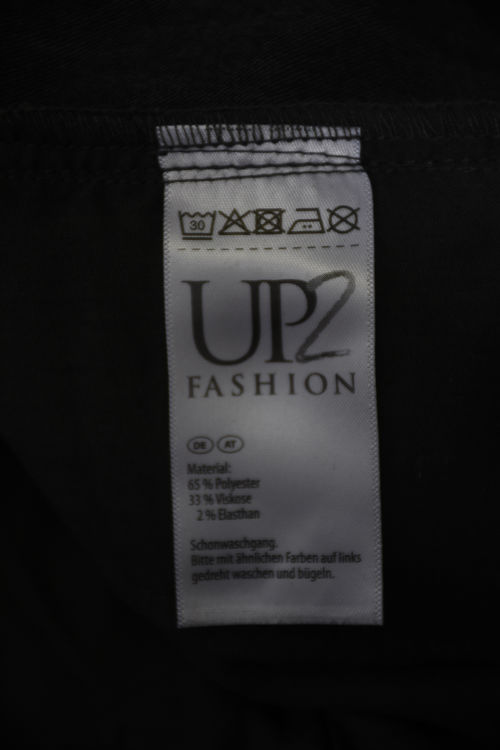 30
UP2
FASHION
DE AT
Material:
65 % Polyester
33 % Viskose
2 % Elasthan
Schonwaschgang.
Bitte mit ähnlichen Farben auf links
gedreht waschen und bügeln.